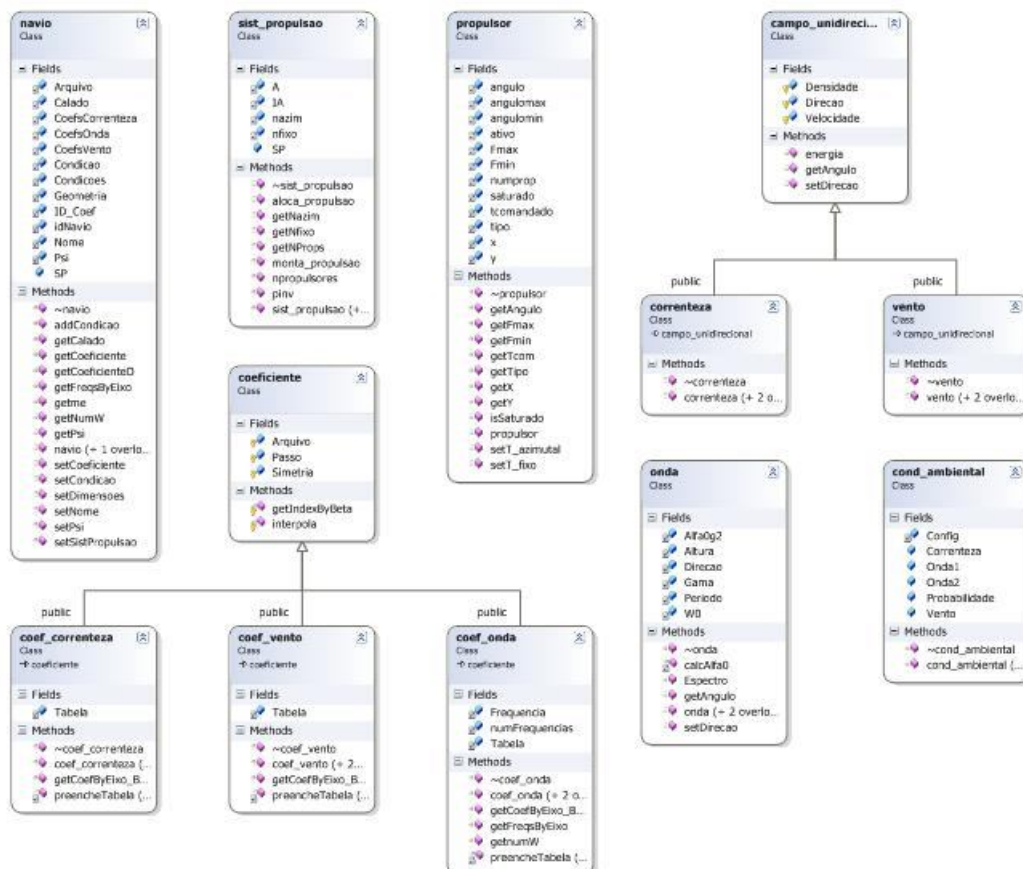 navio
Class
Fields
Arquivo
Calado
CoefsCorrenteza
CoefsOnda
CoefsVento
Condicao
Condicoes
Geometria
ID_Coef
idNavio
Nome
Psi
SP
Methods
~navio
addCondicao
getCalado
getCoeficiente
getCoeficienteD
getFreqsByEixo
getme
getNumW
getPsi
navio (+ 1 overlo...
setCoeficiente
setCondicao
setDimensoes
setNome
setPsi
setSistPropulsao
sist_propulsao
Class
Fields
A
IA
nazim
nfixo
SP
Methods
~sist_propulsao
aloca_propulsao
getNazim
getNfixo
getNProps
monta_propulsao
npropulsores
pinv
sist_propulsao (+...
propulsor
Class
Fields
angulo
angulomax
angulomin
ativo
Fmax
Fmin
numprop
saturado
tcomandado
tipo
x
y
Methods
~propulsor
getAngulo
getFmax
getFmin
getTcom
getTipo
getX
getY
isSaturado
propulsor
setT_azimutal
setT_fixo
campo_unidireci...
Class
Fields
Densidade
Direcao
Velocidade
Methods
energia
getAngulo
setDirecao
public
public
correnteza
Class
campo_unidirecional
Methods
~correnteza
correnteza (+ 2 o...
vento
Class
campo_unidirecional
Methods
~vento
vento (+ 2 overlo...
coeficiente
Class
Fields
Arquivo
Passo
Simetria
Methods
getIndexByBeta
interpola
public
public
public
coef_correnteza
Class
coeficiente
Fields
Tabela
Methods
~coef_correnteza
coef_correnteza (...
getCoefByEixo_B...
preencheTabela (...
coef_vento
Class
coeficiente
Fields
Tabela
Methods
~coef_vento
coef_vento (+ 2...
getCoefByEixo_B...
preencheTabela (...
coef_onda
Class
coeficiente
Fields
Frequencia
numFrequencias
Tabela
Methods
~coef_onda
coef_onda (+ 2 o...
getCoefByEixo_B...
getFreqsByEixo
getnumW
preencheTabela (...
onda
Class
Fields
Alfa0g2
Altura
Direcao
Gama
Periodo
W0
Methods
~onda
calcAlfa0
Espectro
getAngulo
onda (+ 2 overlo...
setDirecao
cond_ambiental
Class
Fields
Config
Correnteza
Onda1
Onda2
Probabilidade
Vento
Methods
~cond_ambiental
cond_ambiental (...